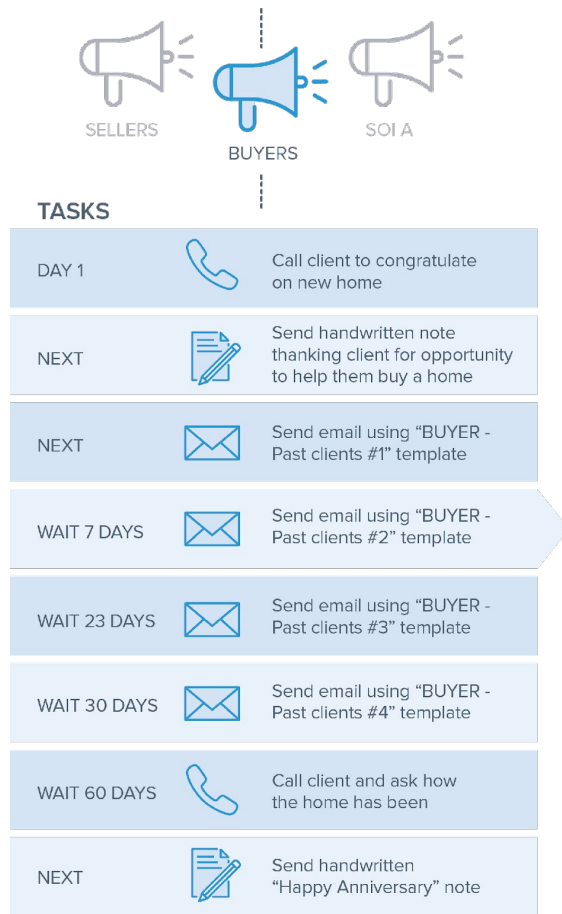 SELLERS
BUYERS
SOI A
TASKS
DAY 1
Call client to congratulate
on new home
NEXT
Send handwritten note
thanking client for opportunity
to help them buy a home
NEXT
Send email using “BUYER -
Past clients #1” template
WAIT 7 DAYS
Send email using “BUYER -
Past clients #2” template
WAIT 23 DAYS
Send email using “BUYER -
Past clients #3” template
WAIT 30 DAYS
Send email using “BUYER -
Past clients #4” template
WAIT 60 DAYS
Call client and ask how
the home has been
NEXT
Send handwritten
“Happy Anniversary” note